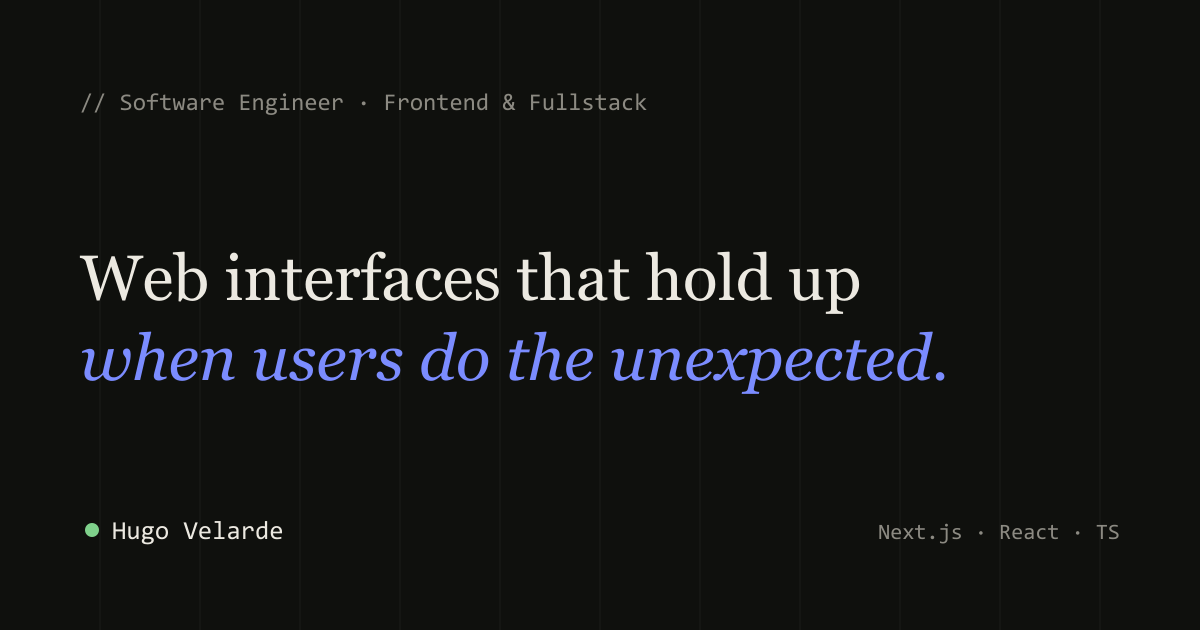 // Software Engineer · Frontend & Fullstack
Web interfaces that hold up
when users do the unexpected.
Hugo Velarde
Next.js · React · TS